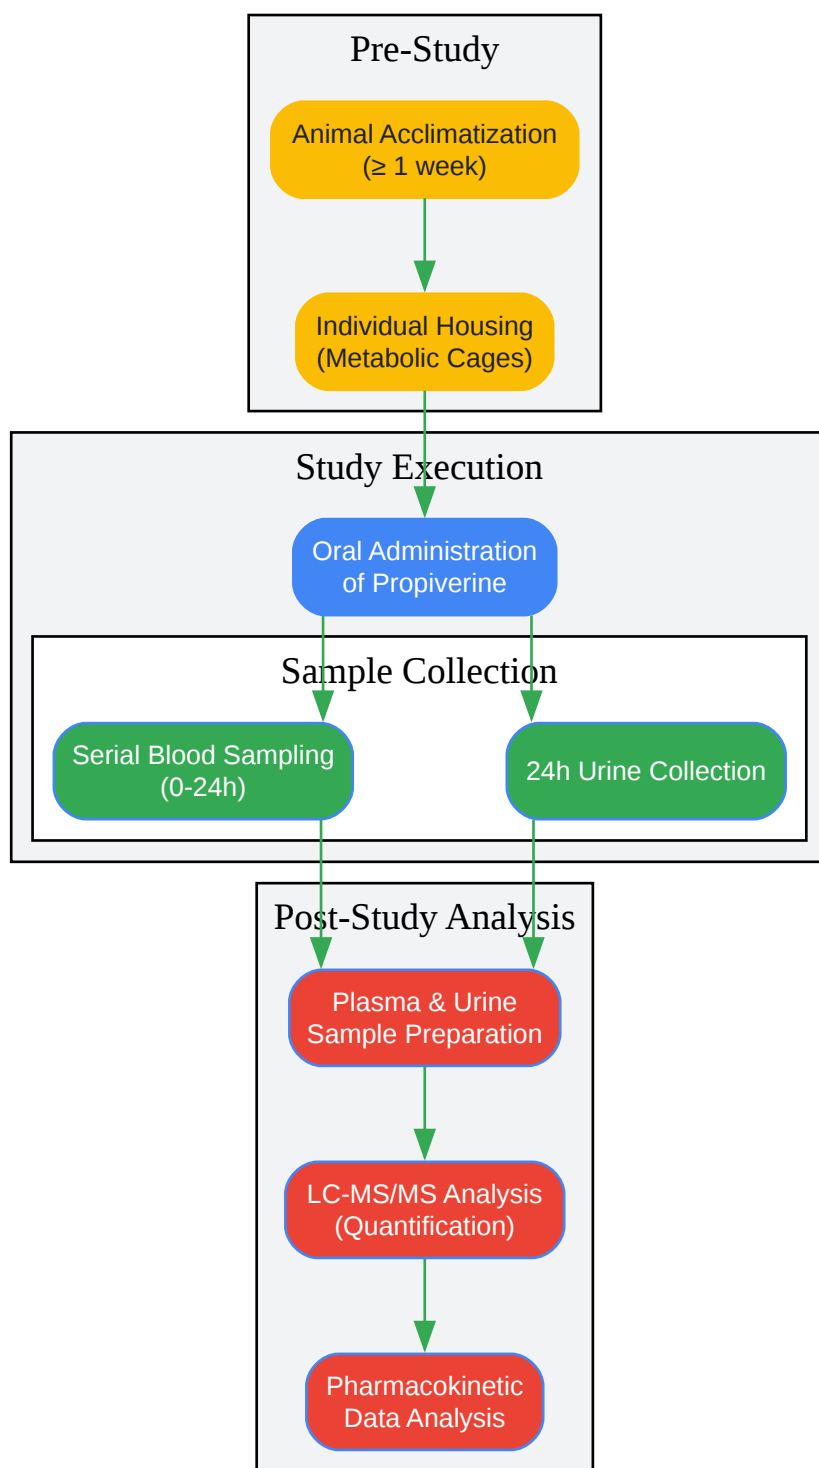 Pre-Study
Animal Acclimatization
(≥ 1 week)
Individual Housing
(Metabolic Cages)
Study Execution
Oral Administration
of Propiverine
Sample Collection
Serial Blood Sampling
(0-24h)
24h Urine Collection
Post-Study Analysis
Plasma & Urine
Sample Preparation
LC-MS/MS Analysis
(Quantification)
Pharmacokinetic
Data Analysis